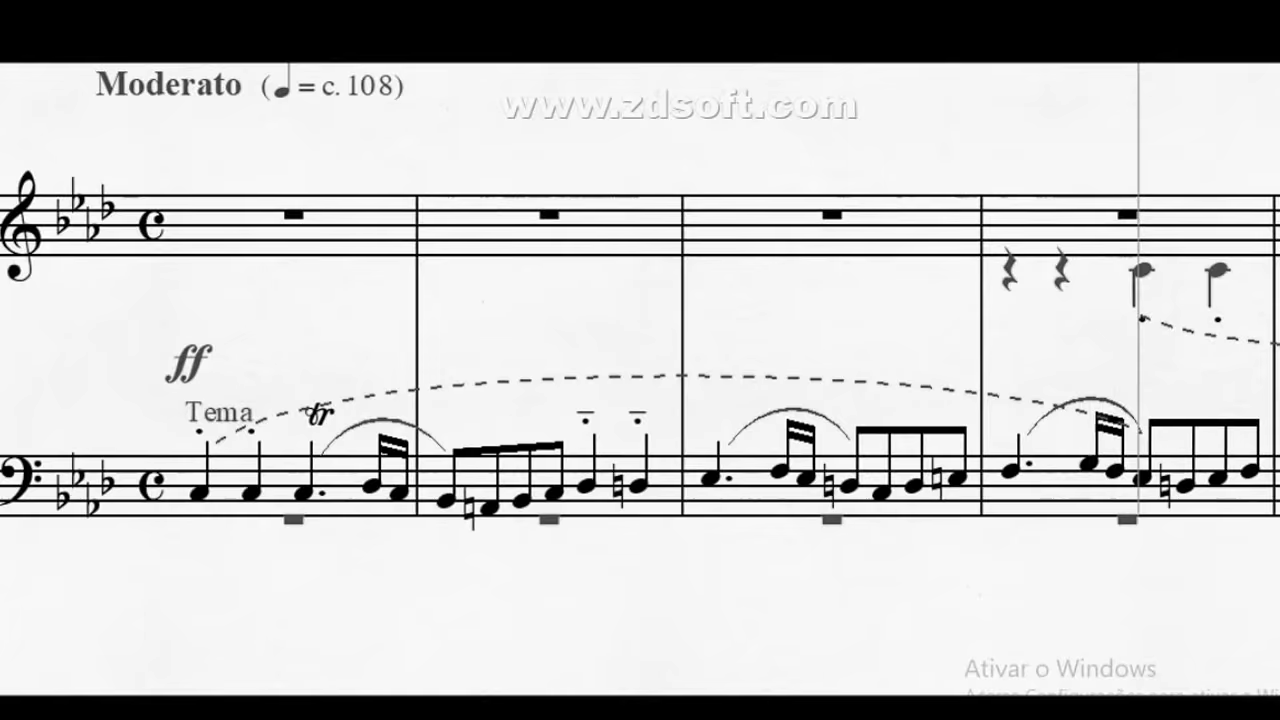 Moderato (♩ = c. 108)
www.zdsoft.com
ff
Tema
tr
Ativar o Windows